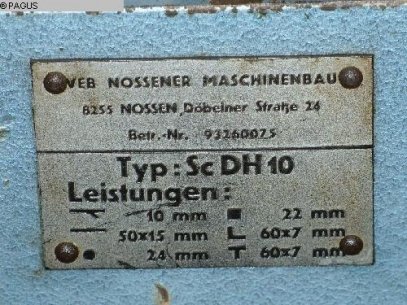 ©PAGUS
VEB NOSSENER MASCHINENBAU
8255 NOSSEN, Döbelner Straße 24
Betr.-Nr. 93260075
Typ: Sc DH 10
Leistungen:
10 mm ■ 22 mm
50x15 mm L 60x7 mm
● 24 mm T 60x7 mm